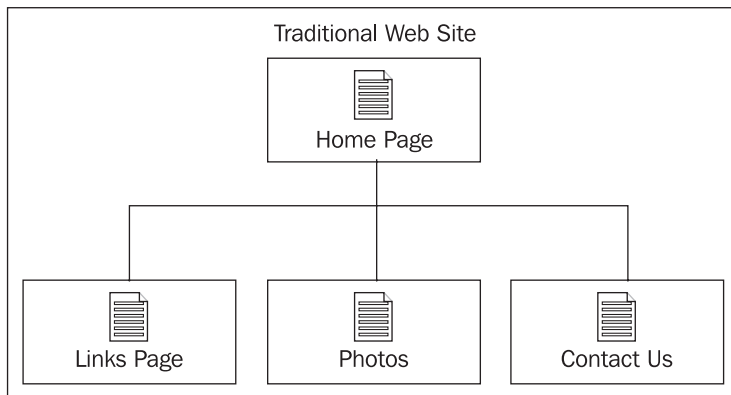 Traditional Web Site
Home Page
Links Page
Photos
Contact Us